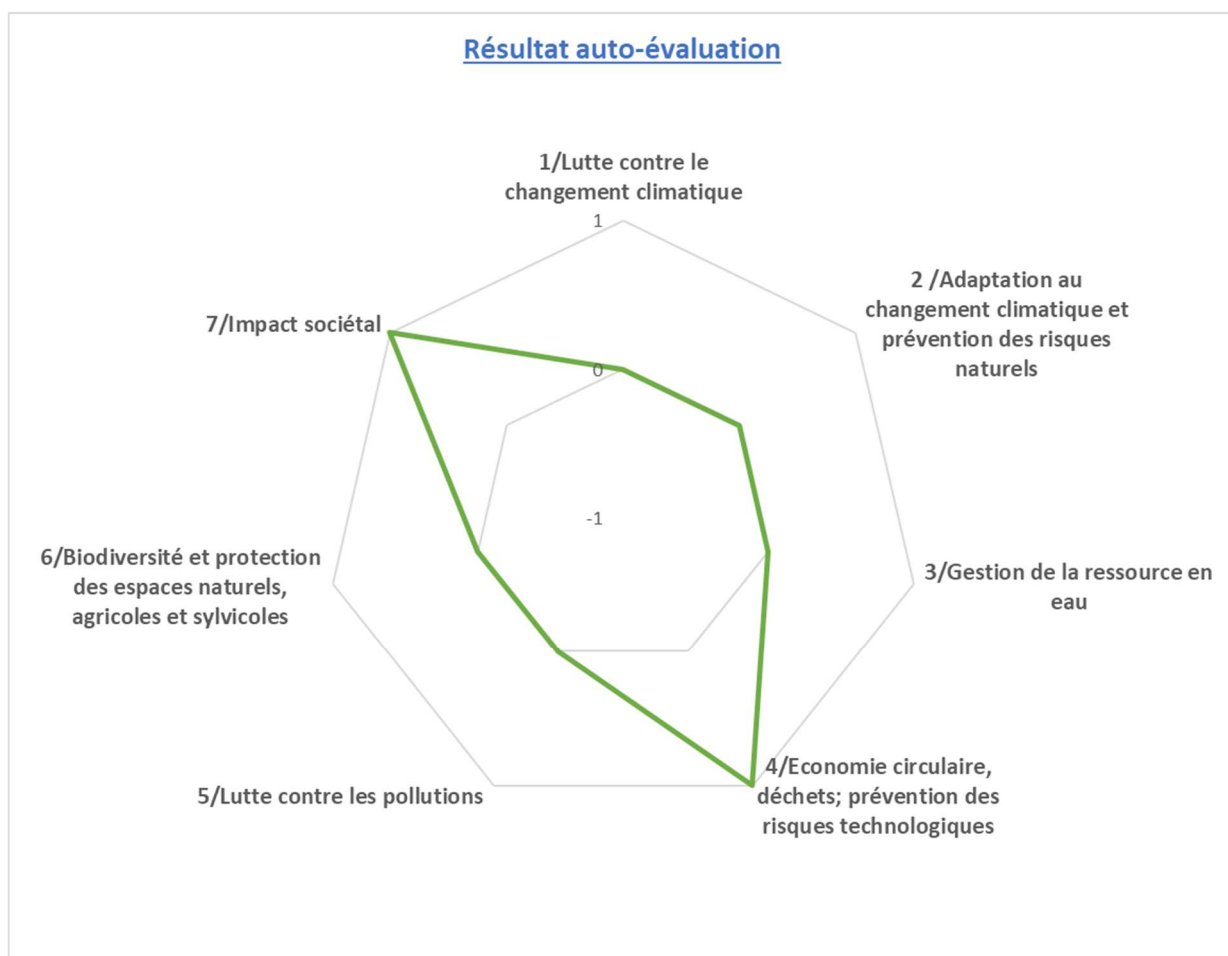 Résultat auto-évaluation
1/Lutte contre le
changement climatique
1
2 /Adaptation au
changement climatique et
prévention des risques
naturels
7/Impact sociétal
0
-1
6/Biodiversité et protection
des espaces naturels,
agricoles et sylvicoles
3/Gestion de la ressource en
eau
4/Economie circulaire,
déchets; prévention des
risques technologiques
5/Lutte contre les pollutions